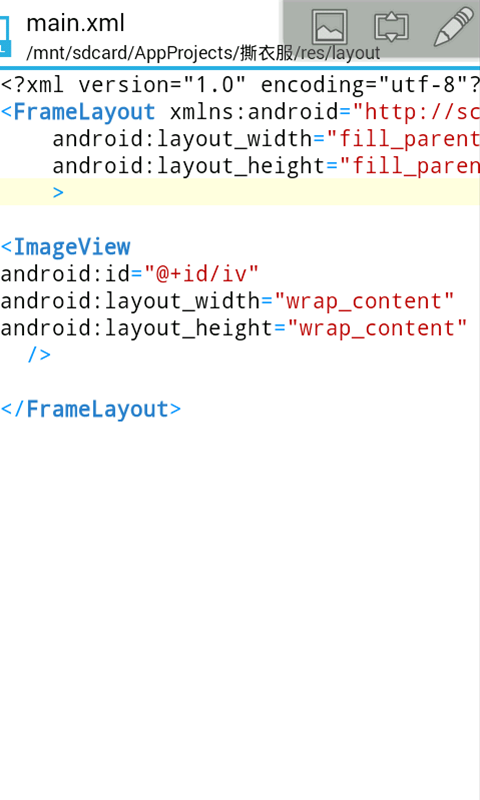 main.xml
/mnt/sdcard/AppProjects/撕衣服/res/layout
<?xml version="1.0" encoding="utf-8"?
<FrameLayout xmlns:android="http://sc
    android:layout_width="fill_parent
    android:layout_height="fill_paren
    >
<ImageView
android:id="@+id/iv"
android:layout_width="wrap_content"
android:layout_height="wrap_content"
  />
</FrameLayout>